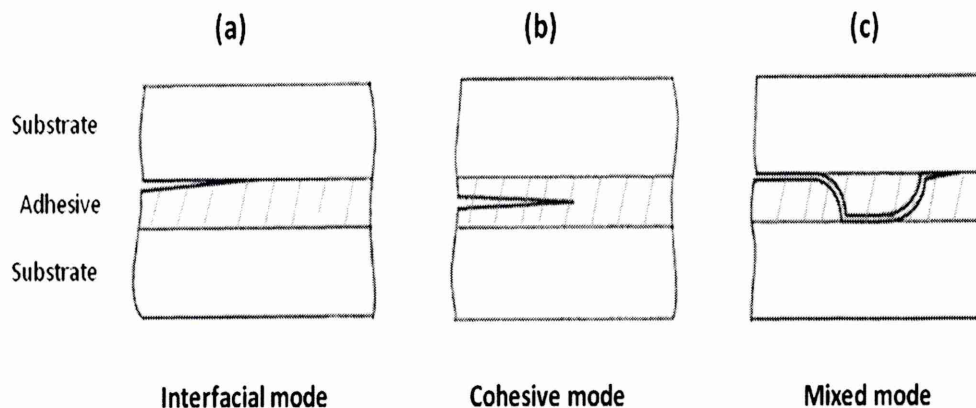 (a) (b) (c)
Substrate
Adhesive
Substrate
Interfacial mode Cohesive mode Mixed mode